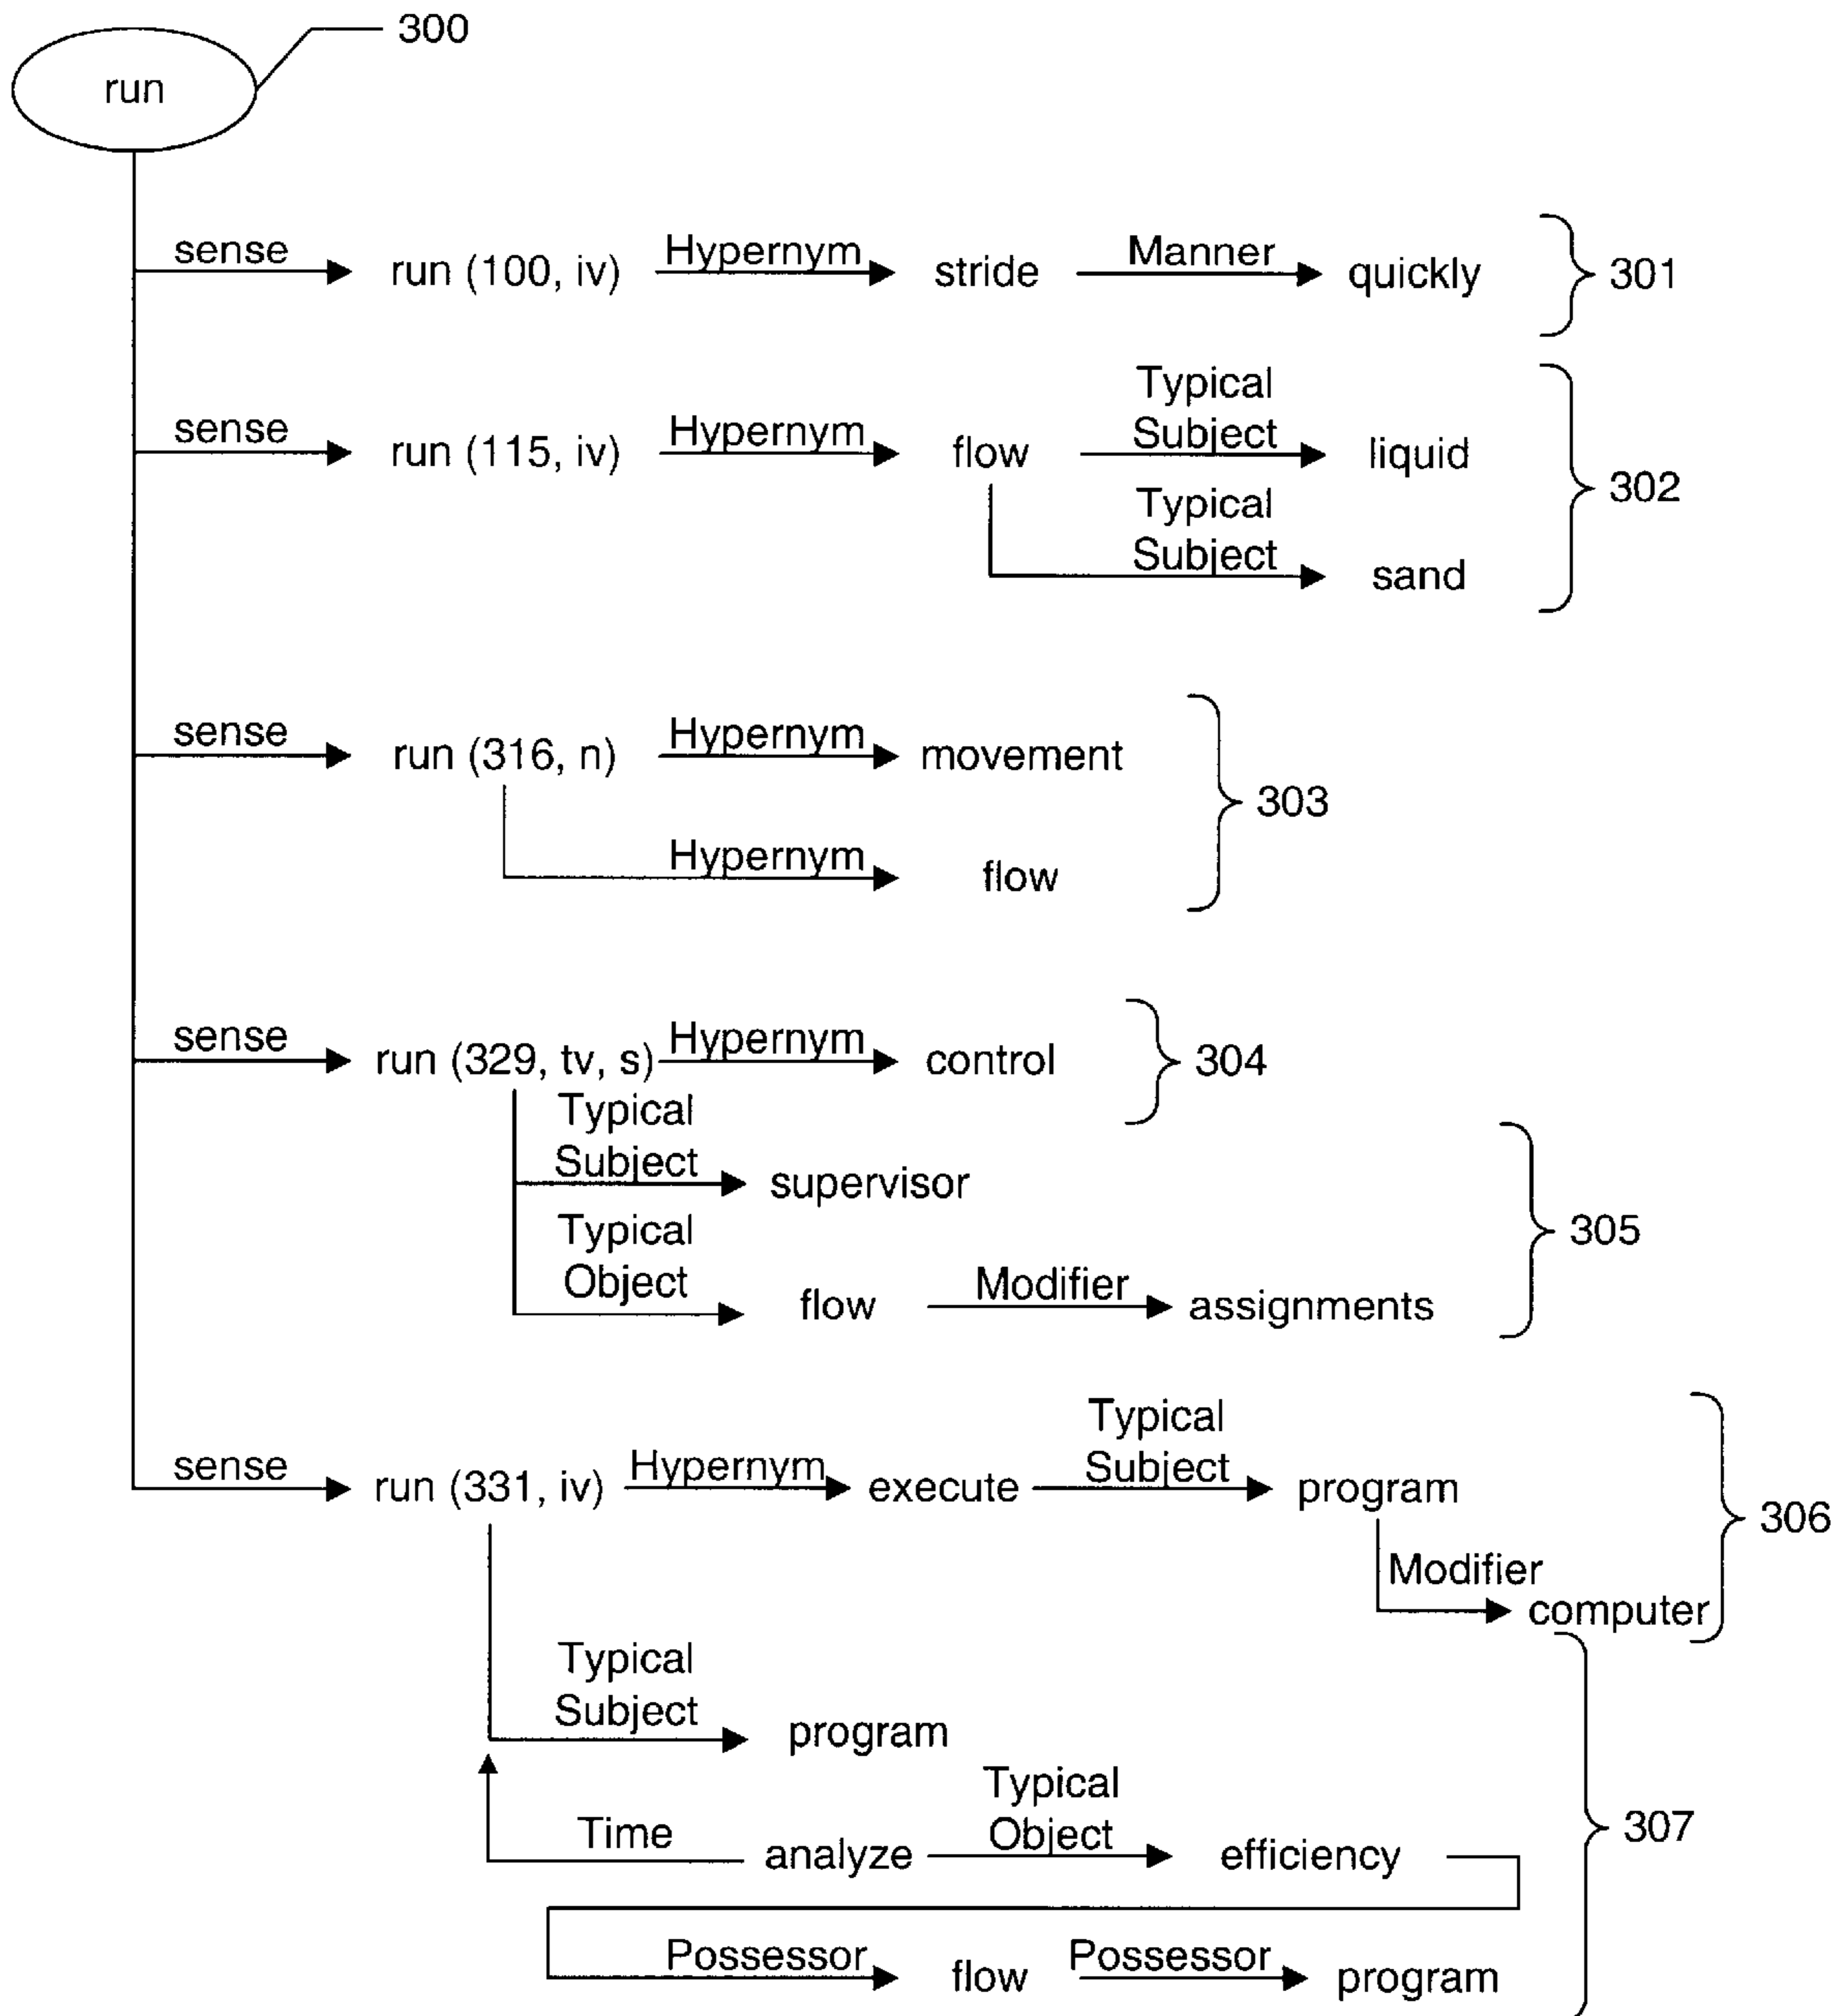 300
run
sense run (100, iv) Hypernym stride Manner quickly 301
Typical
sense run (115, iv) Hypernym flow Subject liquid
302
Typical
Subject sand
sense run (316, n) Hypernym movement
303
Hypernym flow
sense run (329, tv, s) Hypernym control 304
Typical
Subject supervisor
305
Typical
Object flow Modifier assignments
Typical
sense run (331, iv) Hypernym execute Subject program
306
Modifier
computer
Typical
Subject program
Typical
Time analyze Object efficiency
307
Possessor flow Possessor program